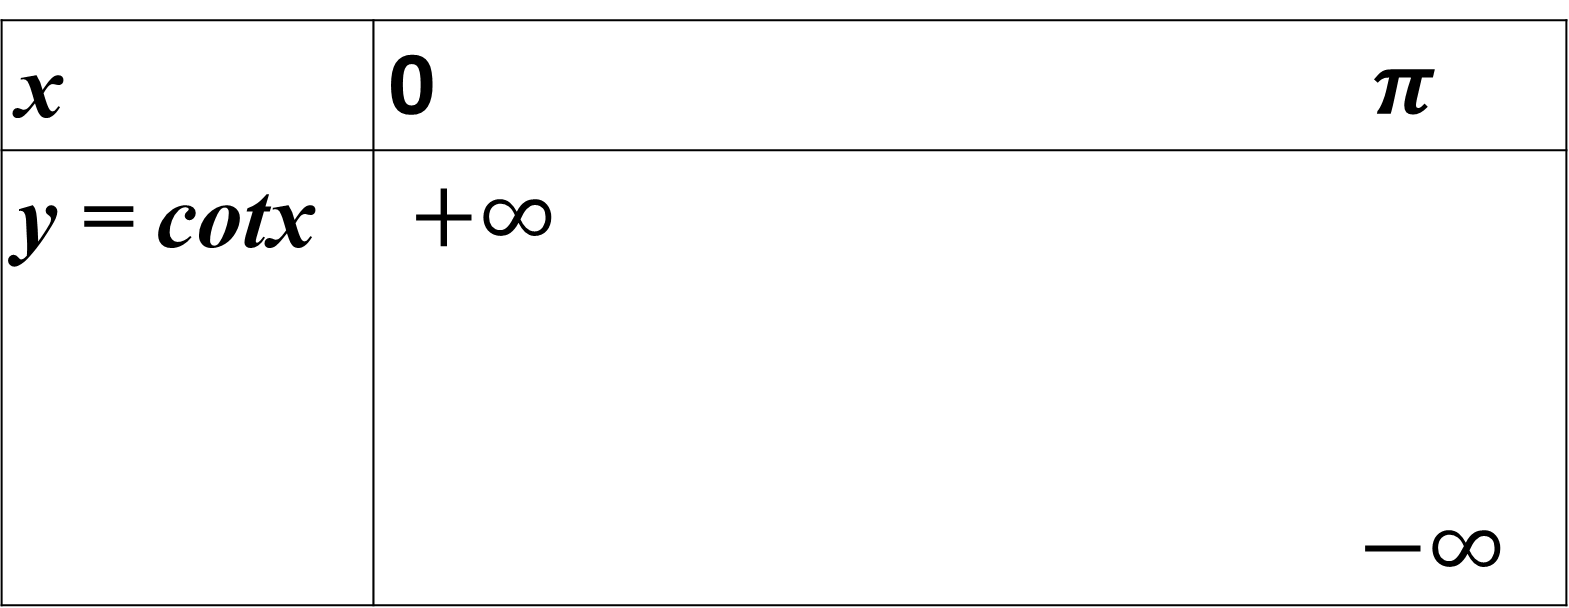 x 0 π
y = cotx +∞
−∞